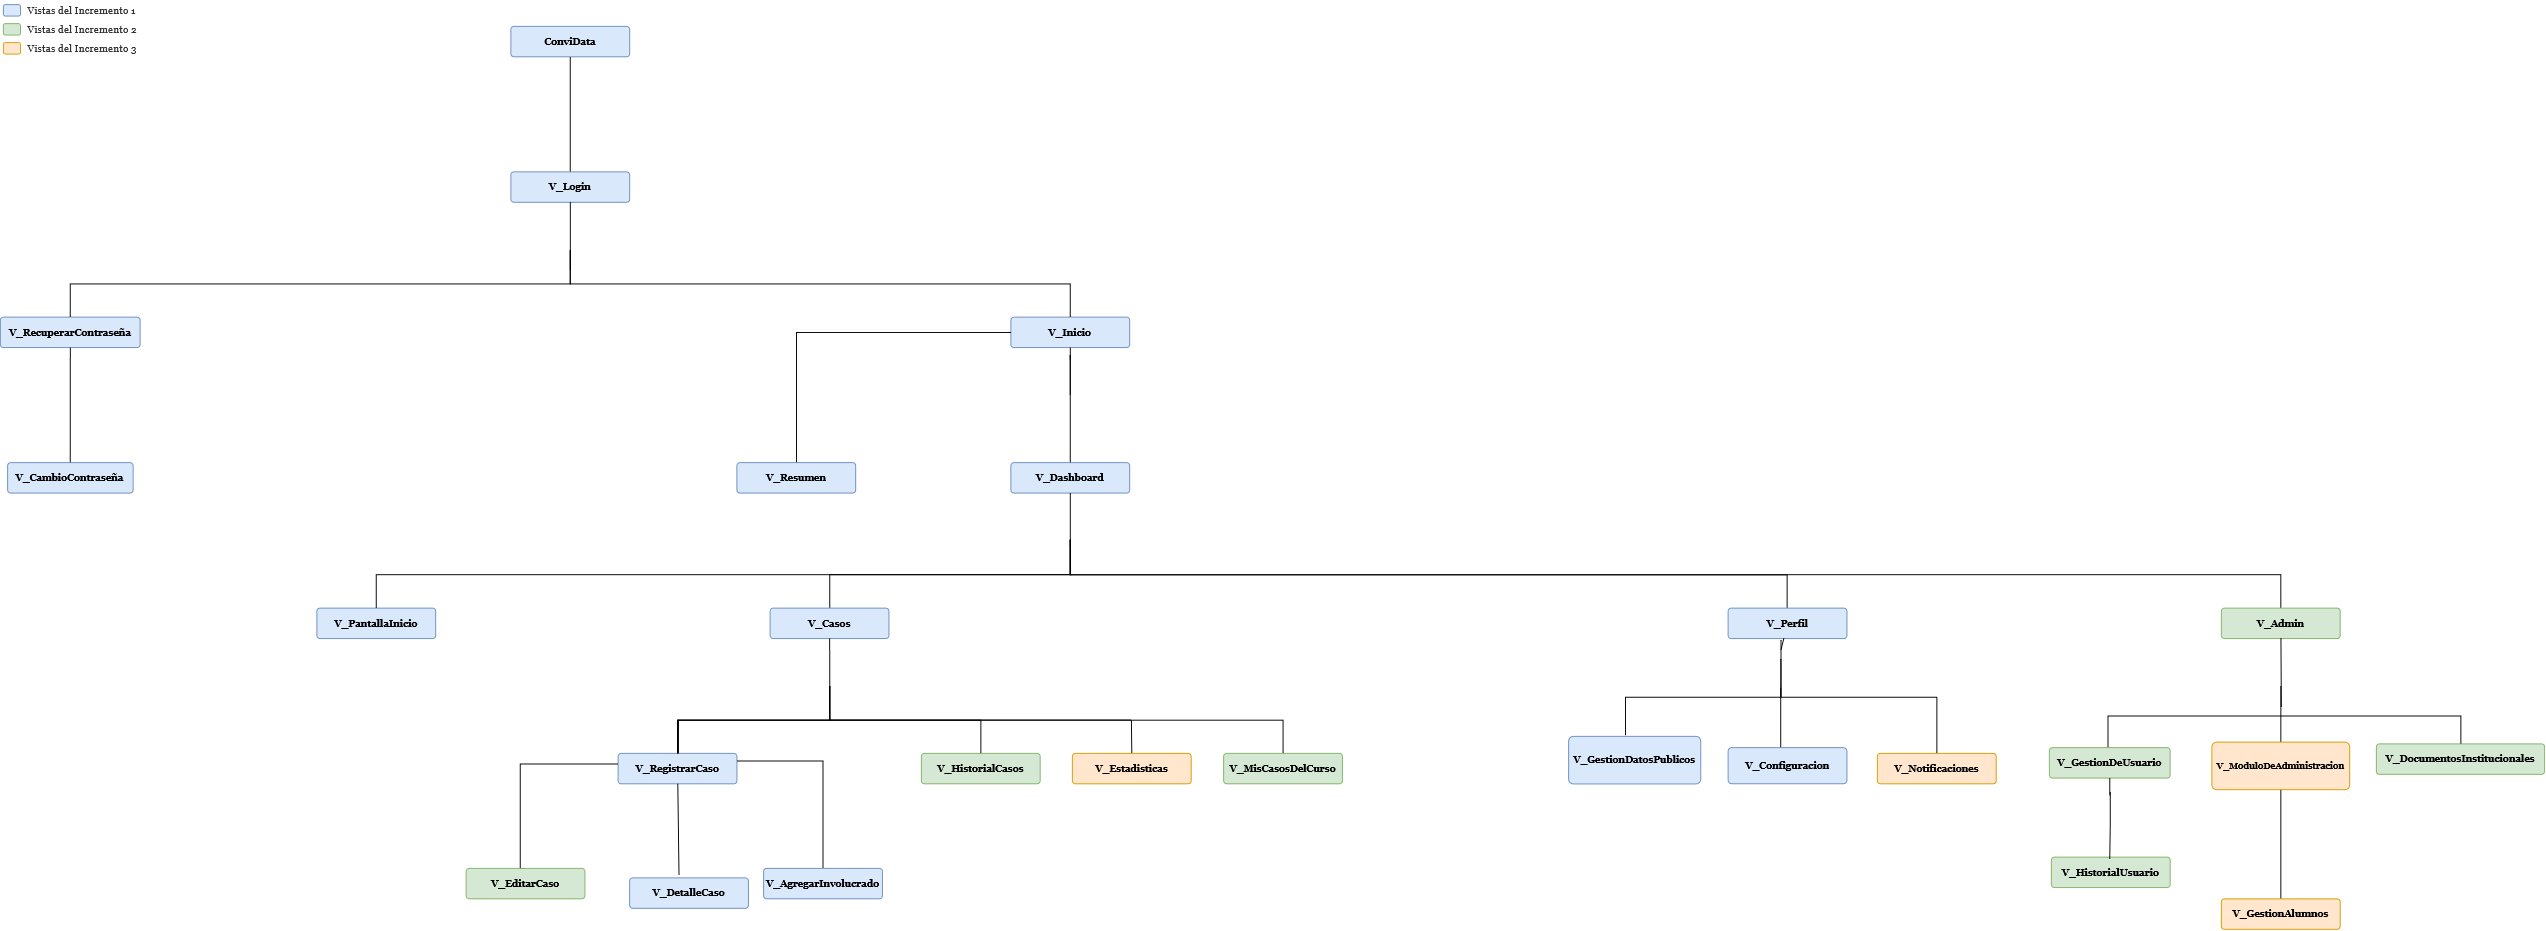 Vistas del Incremento 1
Vistas del Incremento 2
Vistas del Incremento 3
ConviData
V_Login
V_RecuperarContraseña
V_Inicio
V_CambioContraseña
V_Resumen
V_Dashboard
V_PantallaInicio
V_Casos
V_Perfil
V_Admin
V_RegistrarCaso
V_HistorialCasos
V_Estadisticas
V_MisCasosDelCurso
V_GestionDatosPublicos
V_Configuracion
V_Notificaciones
V_GestionDeUsuario
V_ModuloDeAdministracion
V_DocumentosInstitucionales
V_EditarCaso
V_DetalleCaso
V_AgregarInvolucrado
V_HistorialUsuario
V_GestionAlumnos